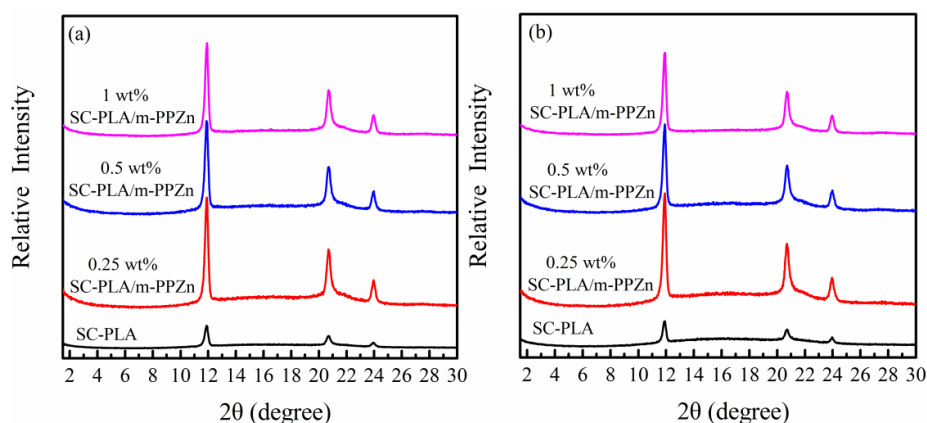 (a)
Relative Intensity
1 wt%
SC-PLA/m-PPZn
0.5 wt%
SC-PLA/m-PPZn
0.25 wt%
SC-PLA/m-PPZn
SC-PLA
2 4 6 8 10 12 14 16 18 20 22 24 26 28 30
2θ (degree)
(b)
Relative Intensity
1 wt%
SC-PLA/m-PPZn
0.5 wt%
SC-PLA/m-PPZn
0.25 wt%
SC-PLA/m-PPZn
SC-PLA
2 4 6 8 10 12 14 16 18 20 22 24 26 28 30
2θ (degree)